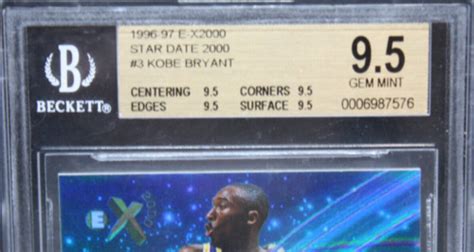 1996-97 E-X2000
STAR DATE 2000
#3 KOBE BRYANT
B
BECKETT®
CENTERING 9.5 CORNERS 9.5
EDGES 9.5 SURFACE 9.5
9.5
GEM MINT
0006987576
E X